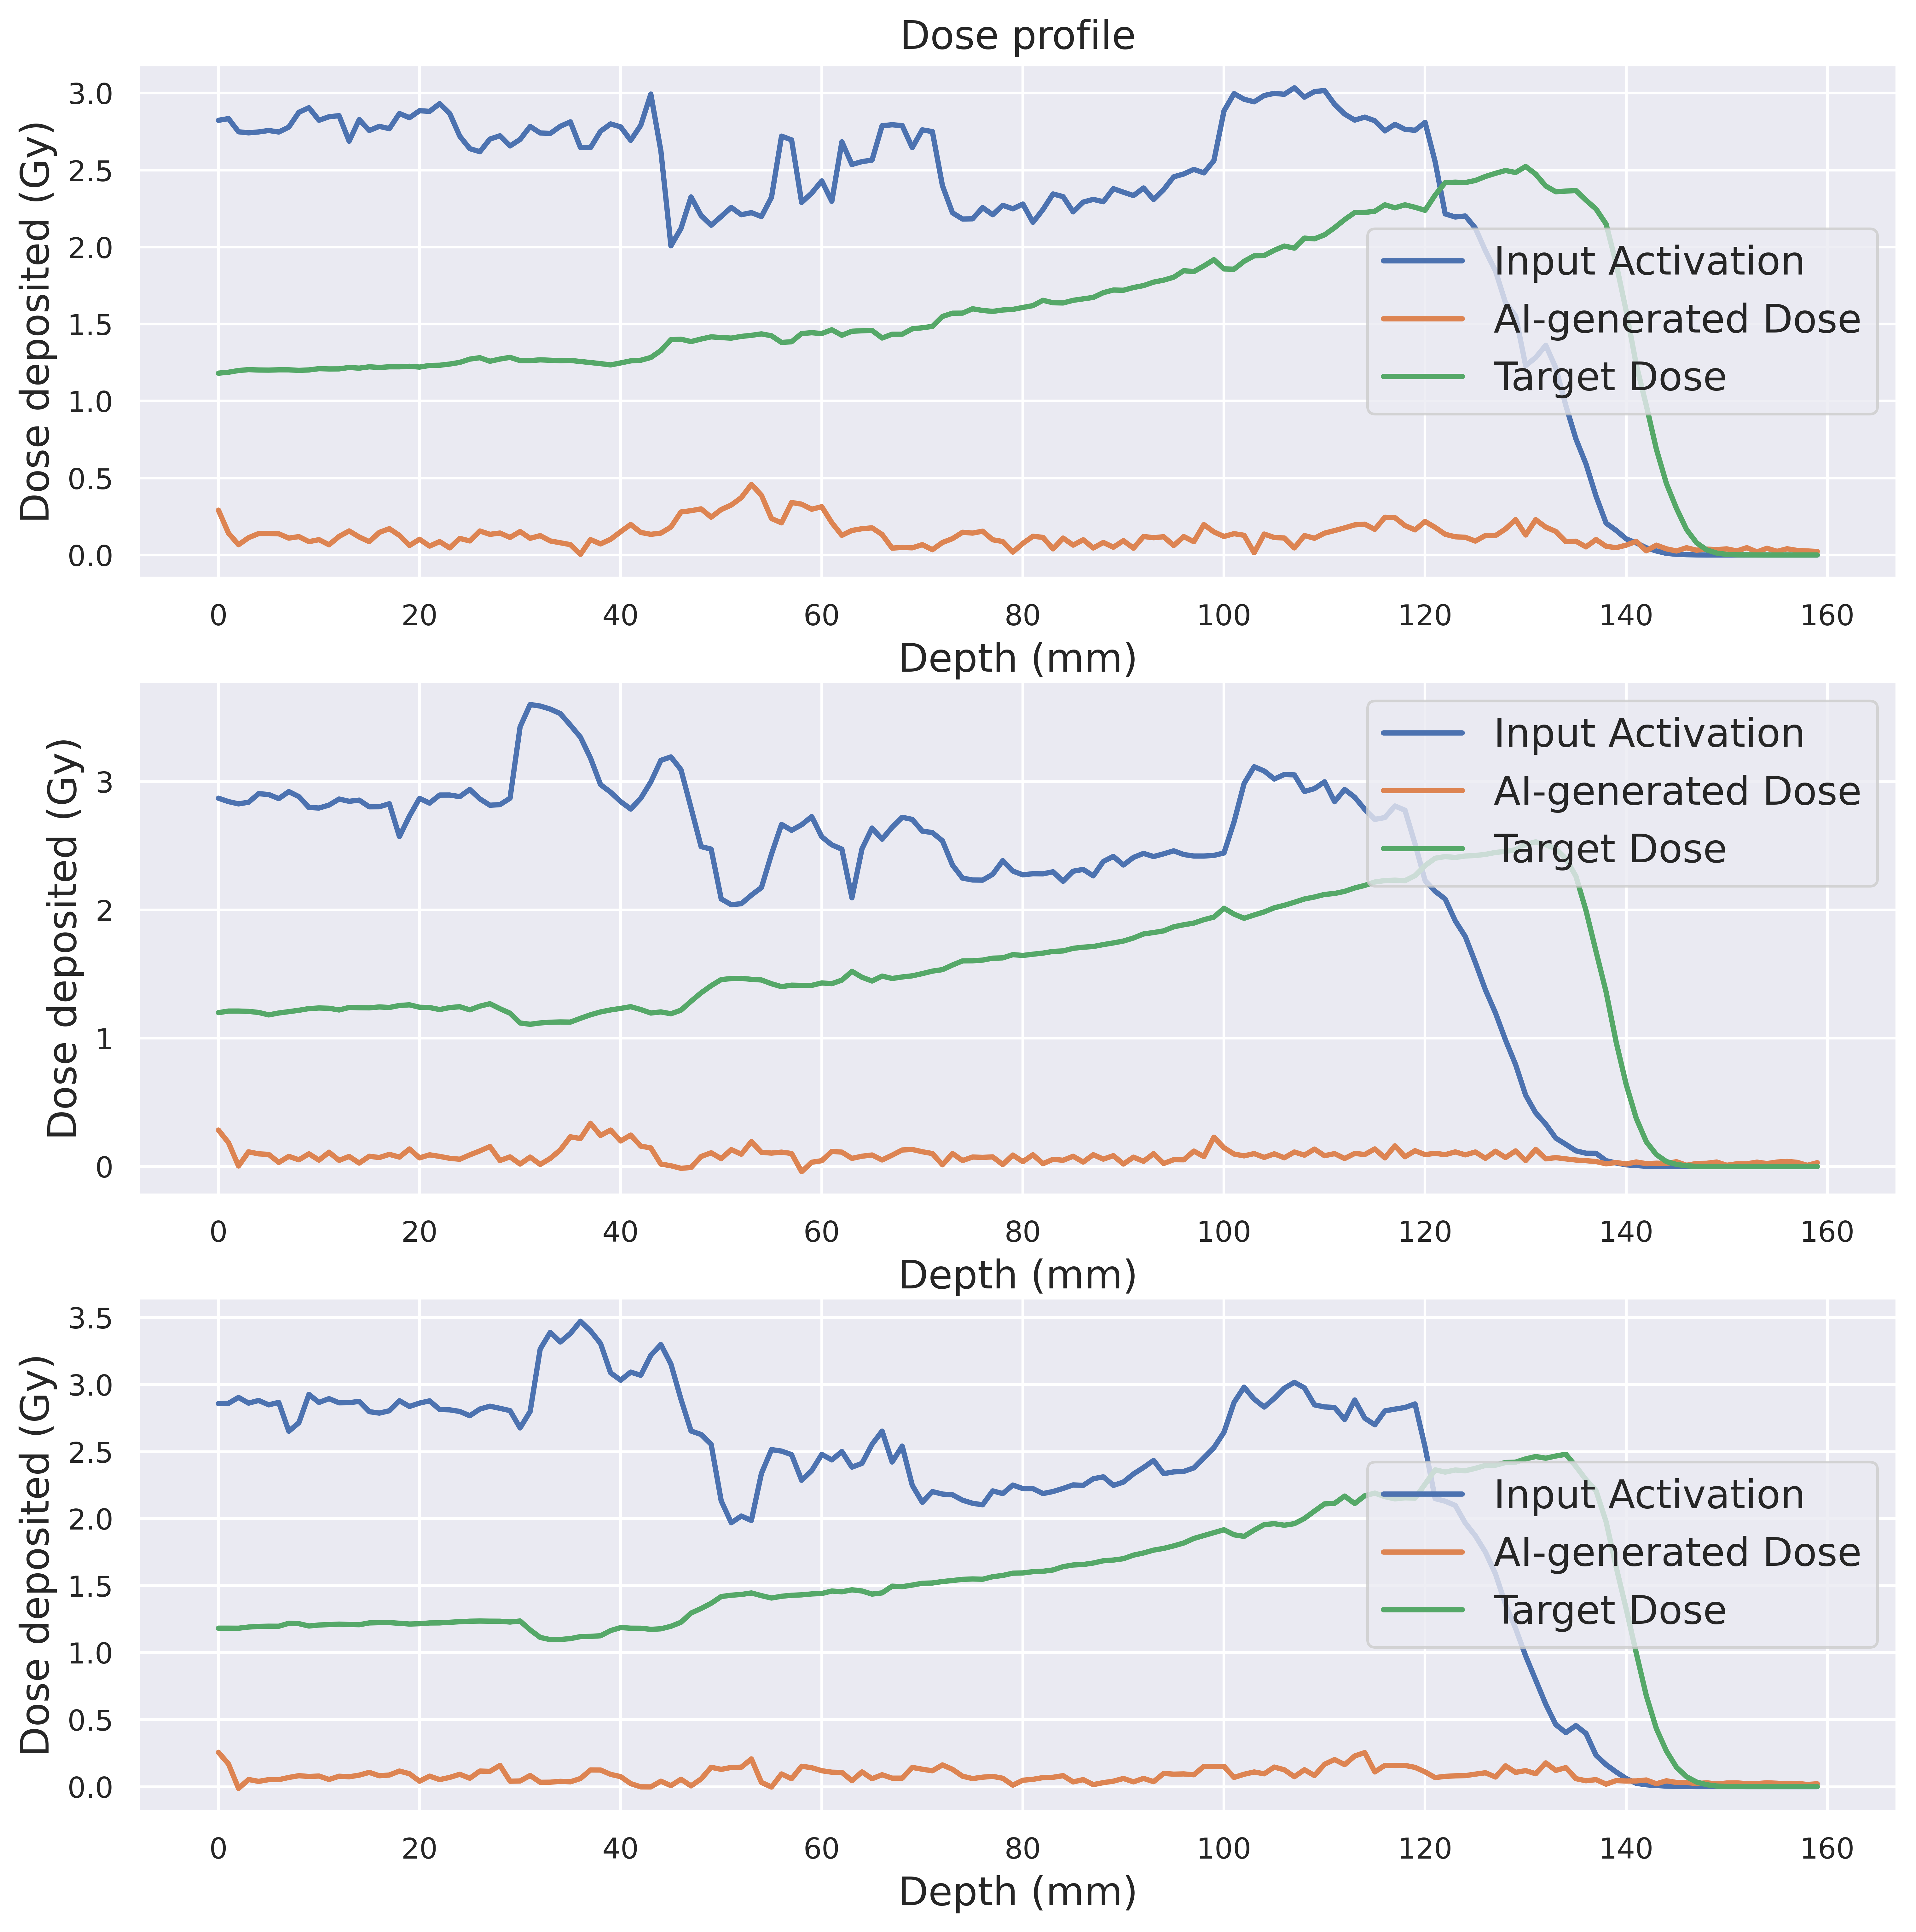 Dose profile
Dose deposited (Gy)
3.0
2.5
2.0
1.5
1.0
0.5
0.0
Input Activation
AI-generated Dose
Target Dose
0 20 40 60 80 100 120 140 160
Depth (mm)
Dose deposited (Gy)
3
2
1
0
Input Activation
AI-generated Dose
Target Dose
0 20 40 60 80 100 120 140 160
Depth (mm)
Dose deposited (Gy)
3.5
3.0
2.5
2.0
1.5
1.0
0.5
0.0
Input Activation
AI-generated Dose
Target Dose
0 20 40 60 80 100 120 140 160
Depth (mm)